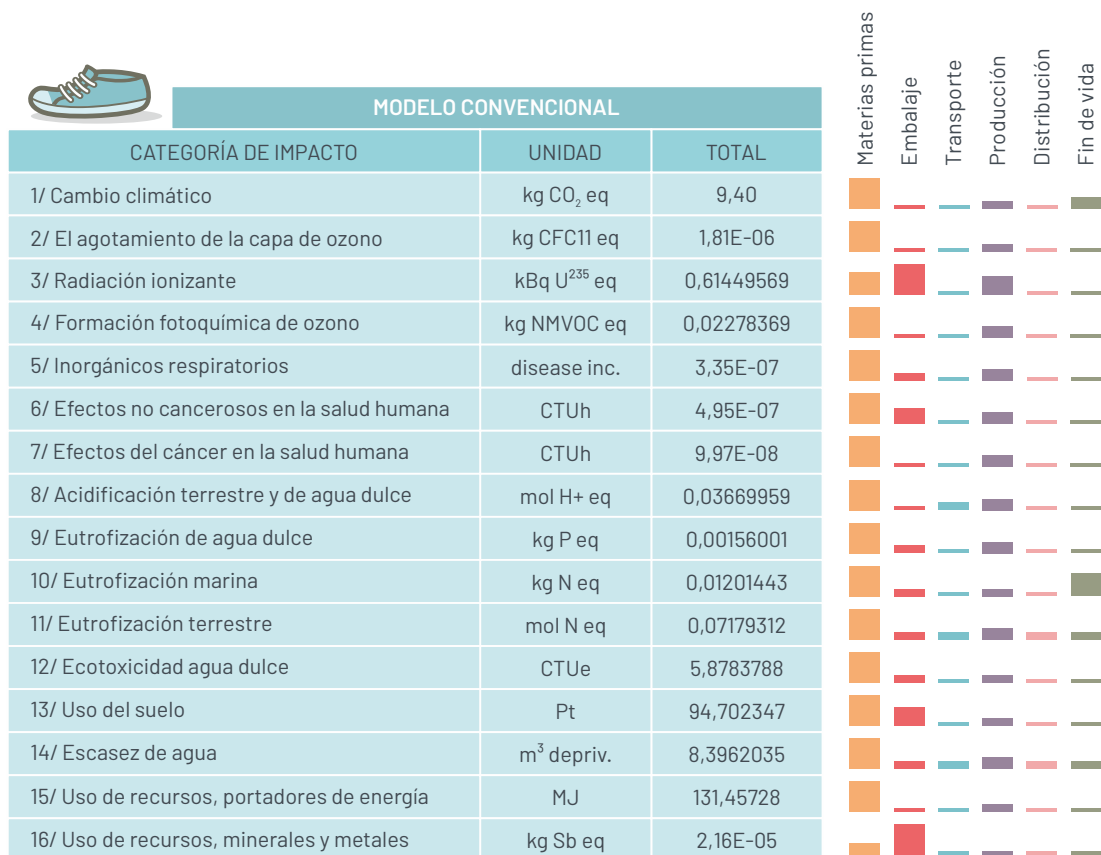 Materias primas
Embalaje
Transporte
Producción
Distribución
Fin de vida
MODELO CONVENCIONAL
CATEGORÍA DE IMPACTO UNIDAD TOTAL
1/ Cambio climático kg CO₂ eq 9,40
2/ El agotamiento de la capa de ozono kg CFC11 eq 1,81E-06
3/ Radiación ionizante kBq U²³⁵ eq 0,61449569
4/ Formación fotoquímica de ozono kg NMVOC eq 0,02278369
5/ Inorgánicos respiratorios disease inc. 3,35E-07
6/ Efectos no cancerosos en la salud humana CTUh 4,95E-07
7/ Efectos del cáncer en la salud humana CTUh 9,97E-08
8/ Acidificación terrestre y de agua dulce mol H+ eq 0,03669959
9/ Eutrofización de agua dulce kg P eq 0,00156001
10/ Eutrofización marina kg N eq 0,01201443
11/ Eutrofización terrestre mol N eq 0,07179312
12/ Ecotoxicidad agua dulce CTUe 5,8783788
13/ Uso del suelo Pt 94,702347
14/ Escasez de agua m³ depriv. 8,3962035
15/ Uso de recursos, portadores de energía MJ 131,45728
16/ Uso de recursos, minerales y metales kg Sb eq 2,16E-05